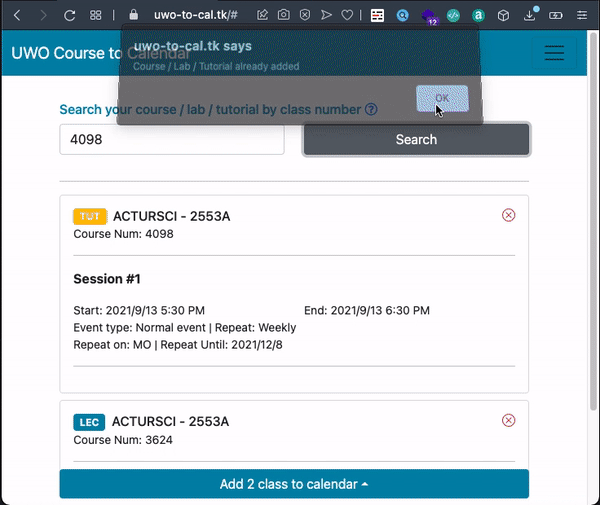 uwo-to-cal.tk/#
12
uwo-to-cal.tk says
UWO Course to Calendar
Course / Lab / Tutorial already added
OK
Search your course / lab / tutorial by class number
4098
Search
TUT ACTURSCI - 2553A
Course Num: 4098
Session #1
Start: 2021/9/13 5:30 PM End: 2021/9/13 6:30 PM
Event type: Normal event | Repeat: Weekly
Repeat on: MO | Repeat Until: 2021/12/8
LEC ACTURSCI - 2553A
Course Num: 3624
Add 2 class to calendar